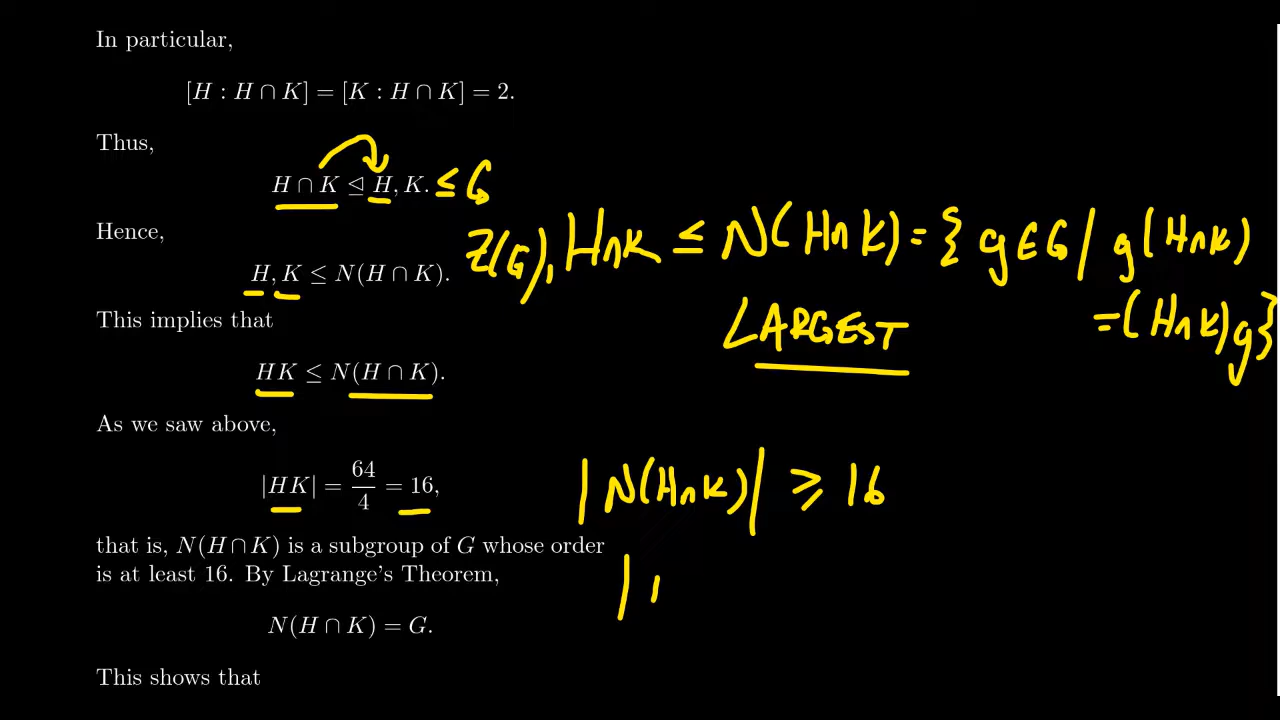 In particular,
[H : H ∩ K] = [K : H ∩ K] = 2.
Thus,
H ∩ K ⊴ H, K. ≤ G
Hence,
Z(G), H∩K ≤ N(H∩K) = { g∈G | g(H∩K)
H, K ≤ N(H ∩ K).
=(H∩K)g}
This implies that
LARGEST
HK ≤ N(H ∩ K).
As we saw above,
|HK| = 64/4 = 16,
|N(H∩K)| ⩾ 16
that is, N(H ∩ K) is a subgroup of G whose order
is at least 16. By Lagrange's Theorem,
N(H ∩ K) = G.
This shows that